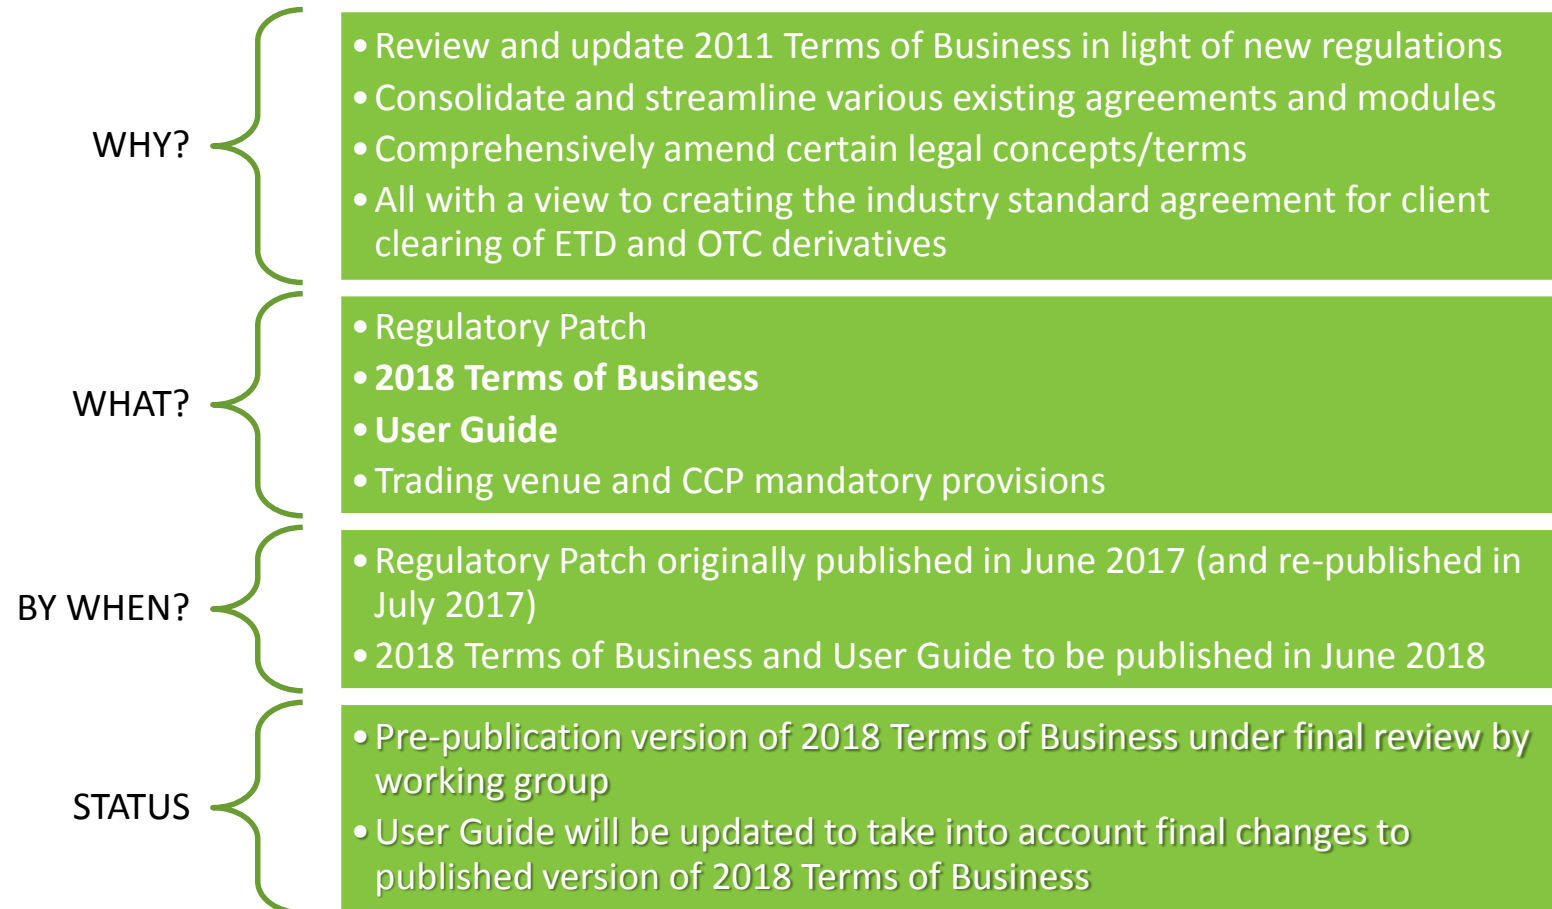 WHY?
• Review and update 2011 Terms of Business in light of new regulations
• Consolidate and streamline various existing agreements and modules
• Comprehensively amend certain legal concepts/terms
• All with a view to creating the industry standard agreement for client
clearing of ETD and OTC derivatives
WHAT?
• Regulatory Patch
• 2018 Terms of Business
• User Guide
• Trading venue and CCP mandatory provisions
BY WHEN?
• Regulatory Patch originally published in June 2017 (and re-published in
July 2017)
• 2018 Terms of Business and User Guide to be published in June 2018
STATUS
• Pre-publication version of 2018 Terms of Business under final review by
working group
• User Guide will be updated to take into account final changes to
published version of 2018 Terms of Business